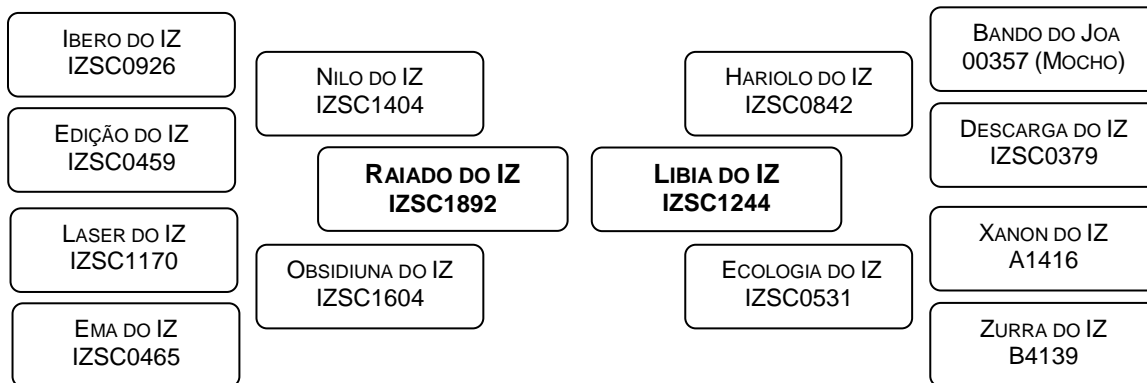 IBERO DO IZ
IZSC0926
NILO DO IZ
IZSC1404
EDIÇÃO DO IZ
IZSC0459
RAIADO DO IZ
IZSC1892
LASER DO IZ
IZSC1170
OBSIDIUNA DO IZ
IZSC1604
EMA DO IZ
IZSC0465
BANDO DO JOA
00357 (MOCHO)
HARIOLO DO IZ
IZSC0842
DESCARGA DO IZ
IZSC0379
LIBIA DO IZ
IZSC1244
XANON DO IZ
A1416
ECOLOGIA DO IZ
IZSC0531
ZURRA DO IZ
B4139